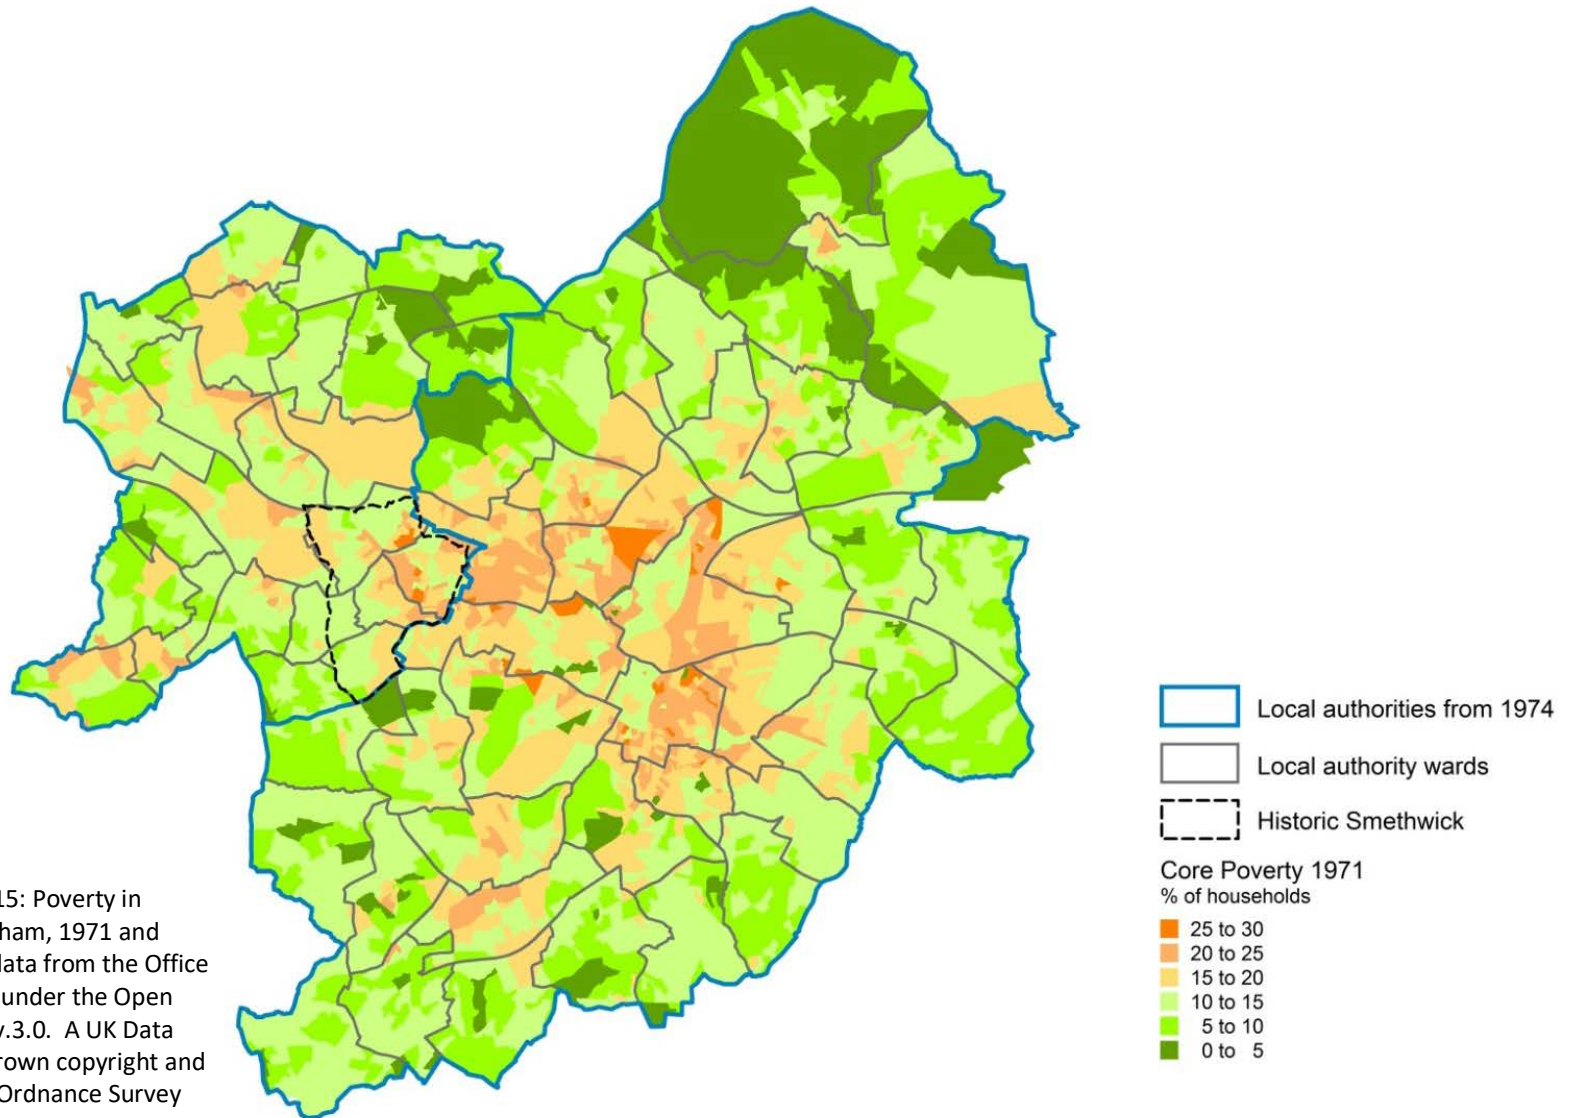 Local authorities from 1974
Local authority wards
Historic Smethwick
Core Poverty 1971
% of households
25 to 30
20 to 25
15 to 20
10 to 15
5 to 10
0 to 5
15: Poverty in
ham, 1971 and
data from the Office
under the Open
v.3.0. A UK Data
rown copyright and
Ordnance Survey